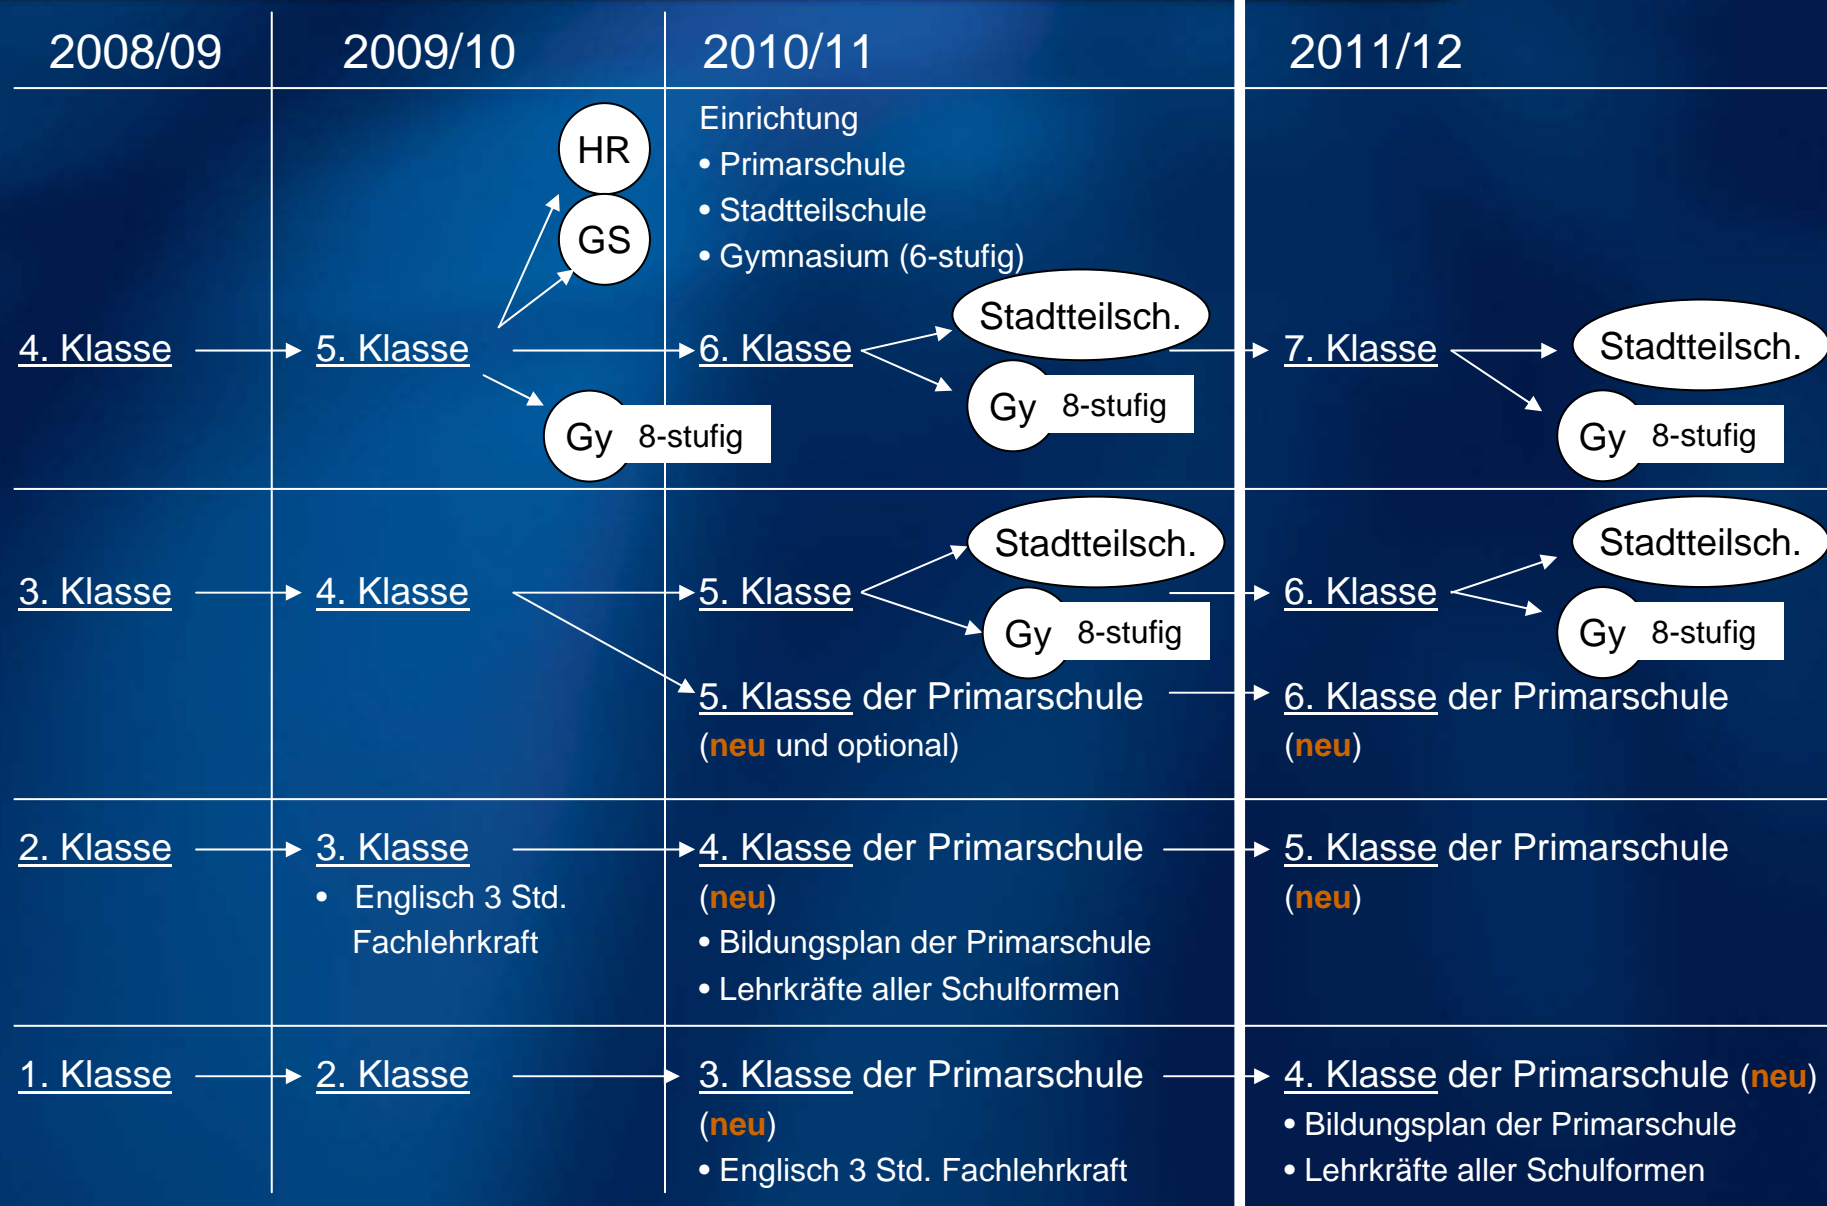 2008/09
2009/10
2010/11
2011/12
HR
GS
Einrichtung
• Primarschule
• Stadtteilschule
• Gymnasium (6-stufig)
4. Klasse
5. Klasse
Gy 8-stufig
6. Klasse
Stadtteilsch.
Gy 8-stufig
7. Klasse
Stadtteilsch.
Gy 8-stufig
3. Klasse
4. Klasse
5. Klasse
Stadtteilsch.
Gy 8-stufig
5. Klasse der Primarschule
(neu und optional)
6. Klasse
Stadtteilsch.
Gy 8-stufig
6. Klasse der Primarschule
(neu)
2. Klasse
3. Klasse
• Englisch 3 Std.
Fachlehrkraft
4. Klasse der Primarschule
(neu)
• Bildungsplan der Primarschule
• Lehrkräfte aller Schulformen
5. Klasse der Primarschule
(neu)
1. Klasse
2. Klasse
3. Klasse der Primarschule
(neu)
• Englisch 3 Std. Fachlehrkraft
4. Klasse der Primarschule (neu)
• Bildungsplan der Primarschule
• Lehrkräfte aller Schulformen